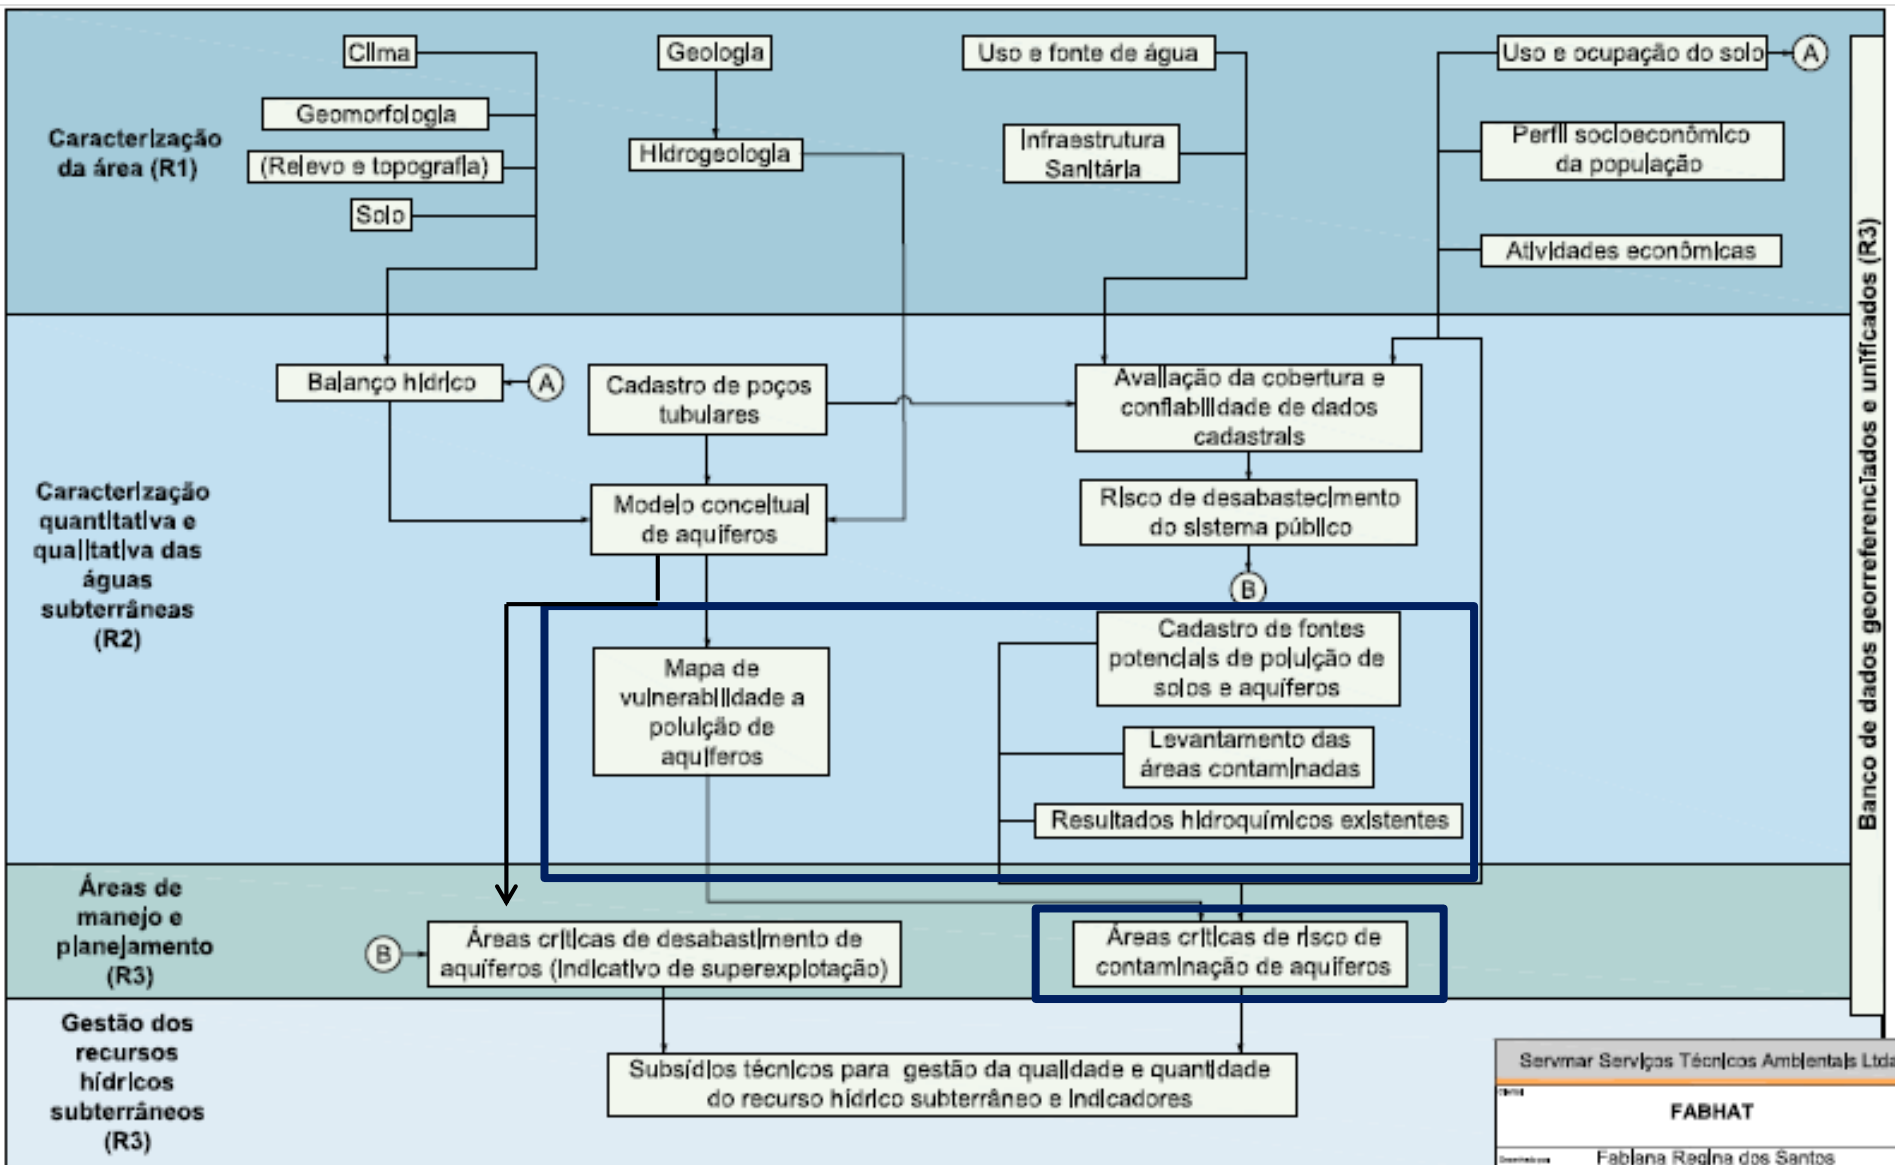 Clima
Geologia
Uso e fonte de água
Uso e ocupação do solo
A
Geomorfologia
(Relevo e topografia)
Solo
Hidrogeologia
Infraestrutura
Sanitária
Perfil socioeconômico
da população
Atividades econômicas
Caracterização
da área (R1)
Balanço hídrico
A
Cadastro de poços
tubulares
Avaliação da cobertura e
confiabilidade de dados
cadastrais
Caracterização
quantitativa e
qualitativa das
águas
subterrâneas
(R2)
Modelo conceitual
de aquíferos
Risco de desabastecimento
do sistema público
B
Mapa de
vulnerabilidade a
poluição de
aquíferos
Cadastro de fontes
potenciais de poluição de
solos e aquíferos
Levantamento das
áreas contaminadas
Resultados hidroquímicos existentes
Áreas de
manejo e
planejamento
(R3)
B
Áreas críticas de desabastimento de
aquíferos (indicativo de superexplotação)
Áreas críticas de risco de
contaminação de aquíferos
Gestão dos
recursos
hídricos
subterrâneos
(R3)
Subsídios técnicos para gestão da qualidade e quantidade
do recurso hídrico subterrâneo e indicadores
Banco de dados georreferenciados e unificados (R3)
Servmar Serviços Técnicos Ambientais Ltda
FABHAT
Fabiana Regina dos Santos